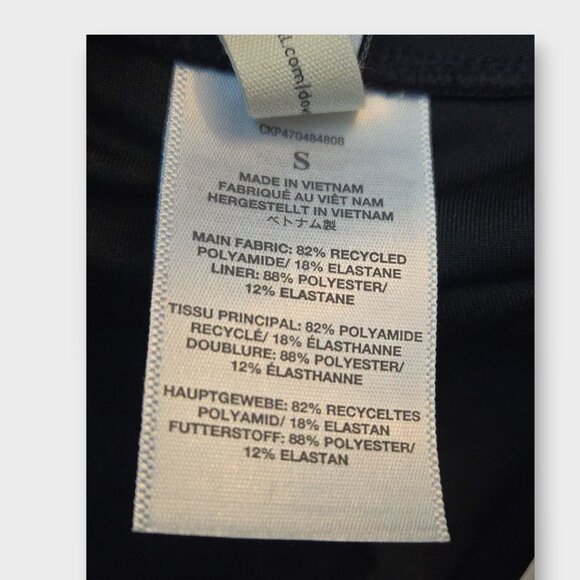 .com/do
CKP470484808
S
MADE IN VIETNAM
FABRIQUÉ AU VIÊT NAM
HERGESTELLT IN VIETNAM
ベトナム製
MAIN FABRIC: 82% RECYCLED
POLYAMIDE/ 18% ELASTANE
LINER: 88% POLYESTER/
12% ELASTANE
TISSU PRINCIPAL: 82% POLYAMIDE
RECYCLÉ/ 18% ÉLASTHANNE
DOUBLURE: 88% POLYESTER/
12% ÉLASTHANNE
HAUPTGEWEBE: 82% RECYCELTES
POLYAMID/ 18% ELASTAN
FUTTERSTOFF: 88% POLYESTER/
12% ELASTAN